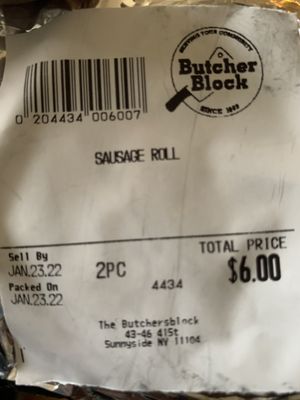 SERVING YOUR COMMUNITY
Butcher
Block
SINCE 1999
0 204434 006007
SAUSAGE ROLL
TOTAL PRICE
Sell By
JAN.23.22
2PC
$6.00
4434
Packed On
JAN.23.22
The Butchersblock
43-46 41St
Sunnyside NY 11104